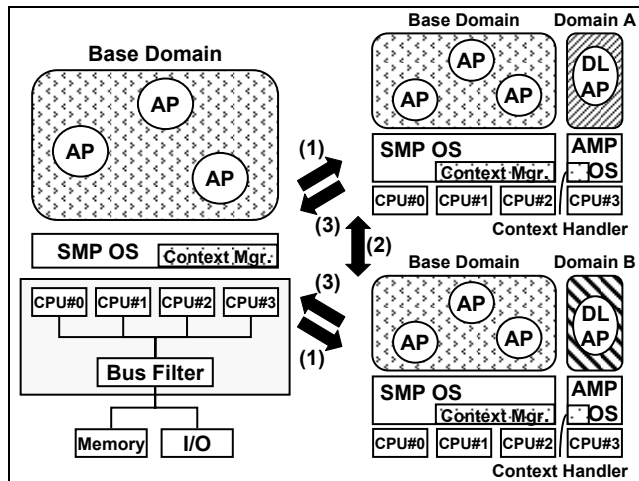 Base Domain
AP
AP
AP
SMP OS
Context Mgr.
CPU#0 CPU#1 CPU#2 CPU#3
Bus Filter
Memory I/O
(1)
(3)
(2)
(3)
(1)
Base Domain Domain A
AP
AP
AP
DL
AP
SMP OS
Context Mgr.
AMP
OS
CPU#0 CPU#1 CPU#2 CPU#3
Context Handler
Base Domain Domain B
AP
AP
AP
DL
AP
SMP OS
Context Mgr.
AMP
OS
CPU#0 CPU#1 CPU#2 CPU#3
Context Handler